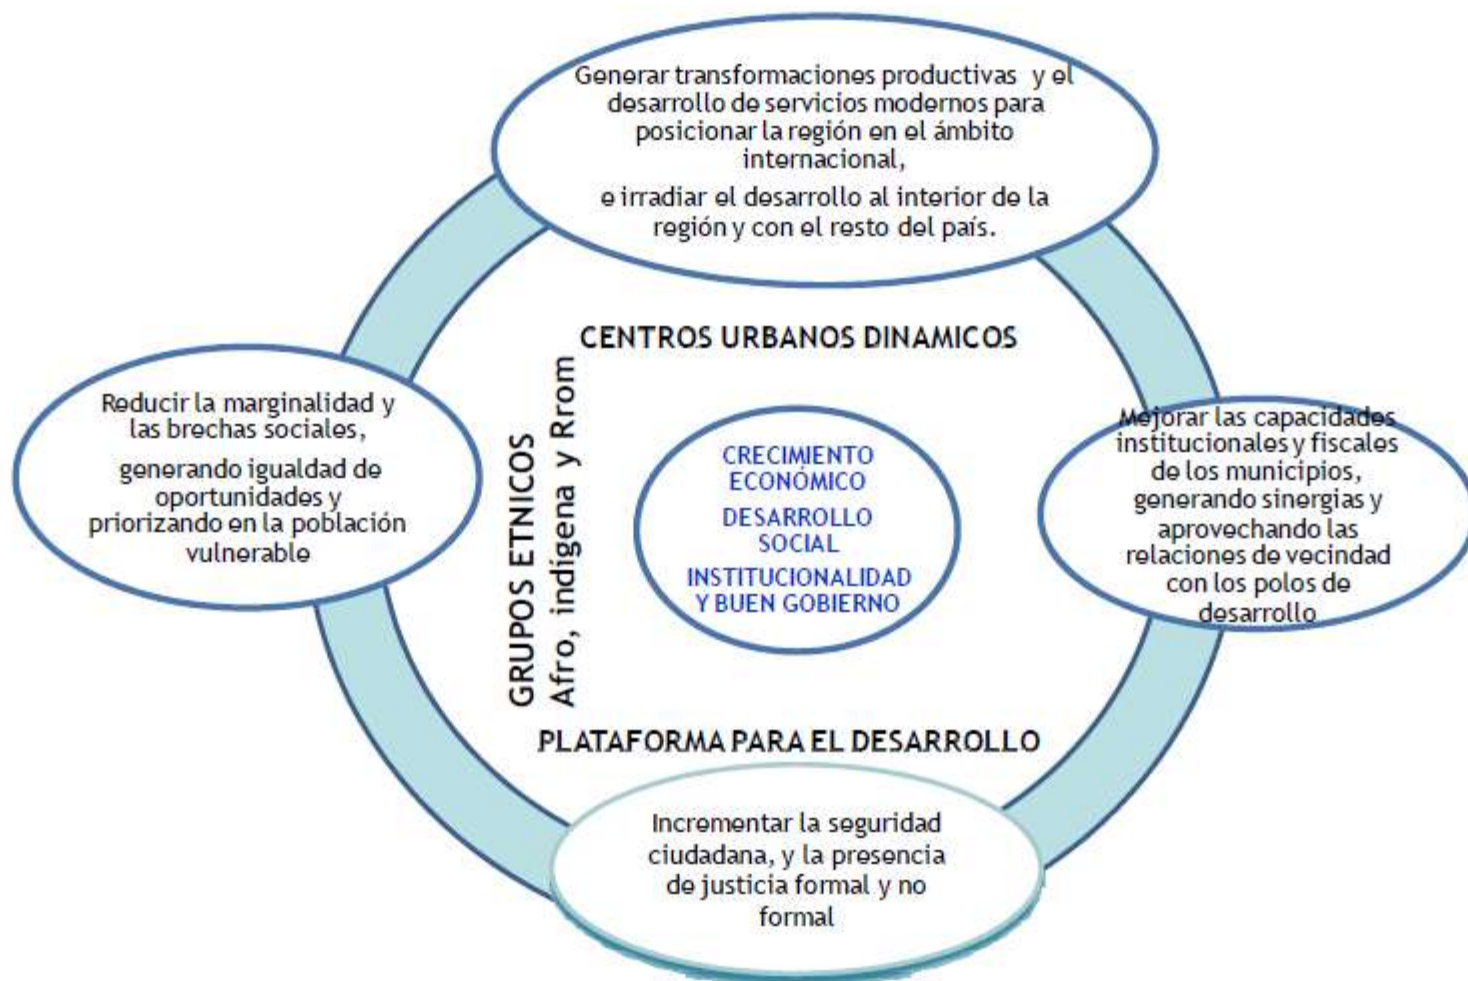 Generar transformaciones productivas y el
desarrollo de servicios modernos para
posicionar la región en el ámbito
internacional,
e irradiar el desarrollo al interior de la
región y con el resto del país.
CENTROS URBANOS DINAMICOS
Reducir la marginalidad y
las brechas sociales,
generando igualdad de
oportunidades y
priorizando en la población
vulnerable
GRUPOS ETNICOS
Afro, indígena y Rrom
CRECIMIENTO
ECONÓMICO
DESARROLLO
SOCIAL
INSTITUCIONALIDAD
Y BUEN GOBIERNO
Mejorar las capacidades
institucionales y fiscales
de los municipios,
generando sinergias y
aprovechando las
relaciones de vecindad
con los polos de
desarrollo
PLATAFORMA PARA EL DESARROLLO
Incrementar la seguridad
ciudadana, y la presencia
de justicia formal y no
formal